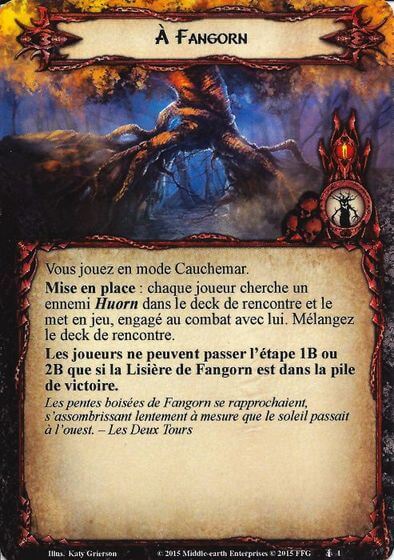 À Fangorn
Vous jouez en mode Cauchemar.
Mise en place : chaque joueur cherche un
ennemi Huorn dans le deck de rencontre et le
met en jeu, engagé au combat avec lui. Mélangez
le deck de rencontre.
Les joueurs ne peuvent passer l'étape 1B ou
2B que si la Lisière de Fangorn est dans la pile
de victoire.
Les pentes boisées de Fangorn se rapprochaient,
s'assombrissant lentement à mesure que le soleil passait
à l'ouest. – Les Deux Tours
Illus. Katy Grierson © 2015 Middle-earth Enterprises © 2015 FFG 1